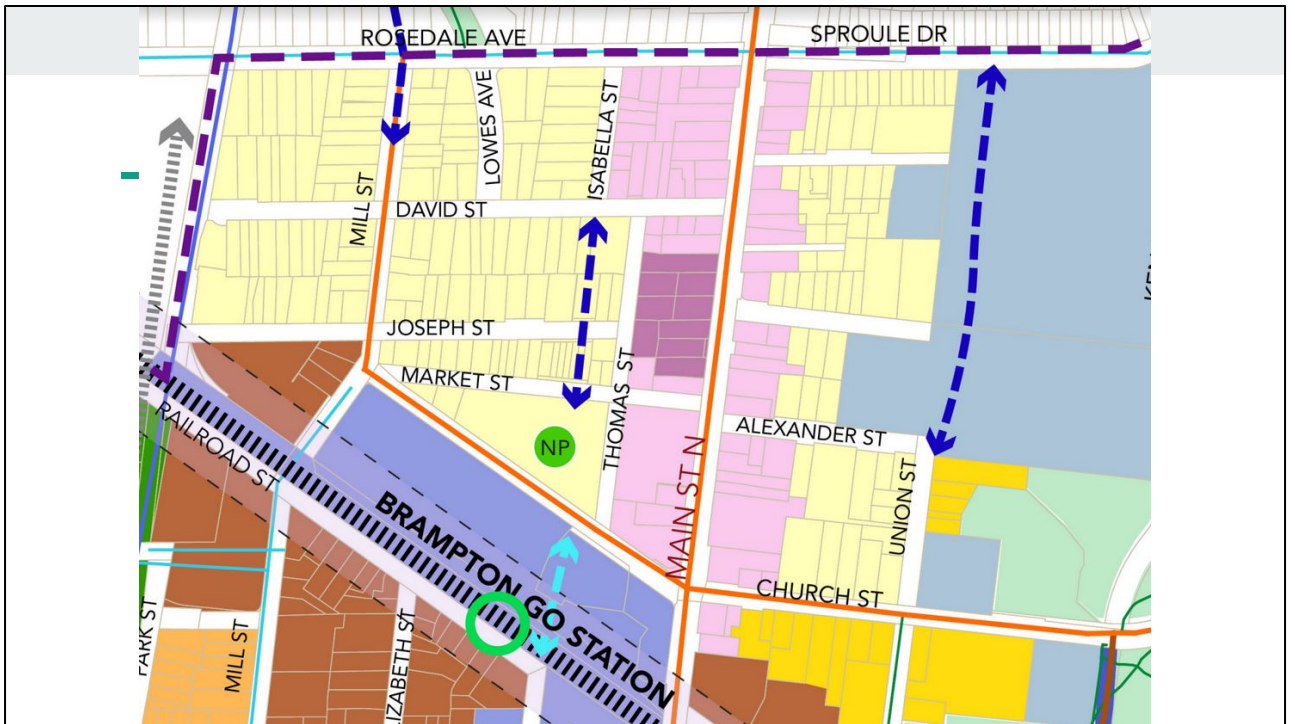 ROSEDALE AVE
SPROULE DR
LOWES AVE
ISABELLA ST
MILL ST
DAVID ST
JOSEPH ST
MARKET ST
THOMAS ST
NP
MAIN ST N
ALEXANDER ST
UNION ST
RAILROAD ST
BRAMPTON GO STATION
CHURCH ST
PARK ST
MILL ST
IZABETH ST